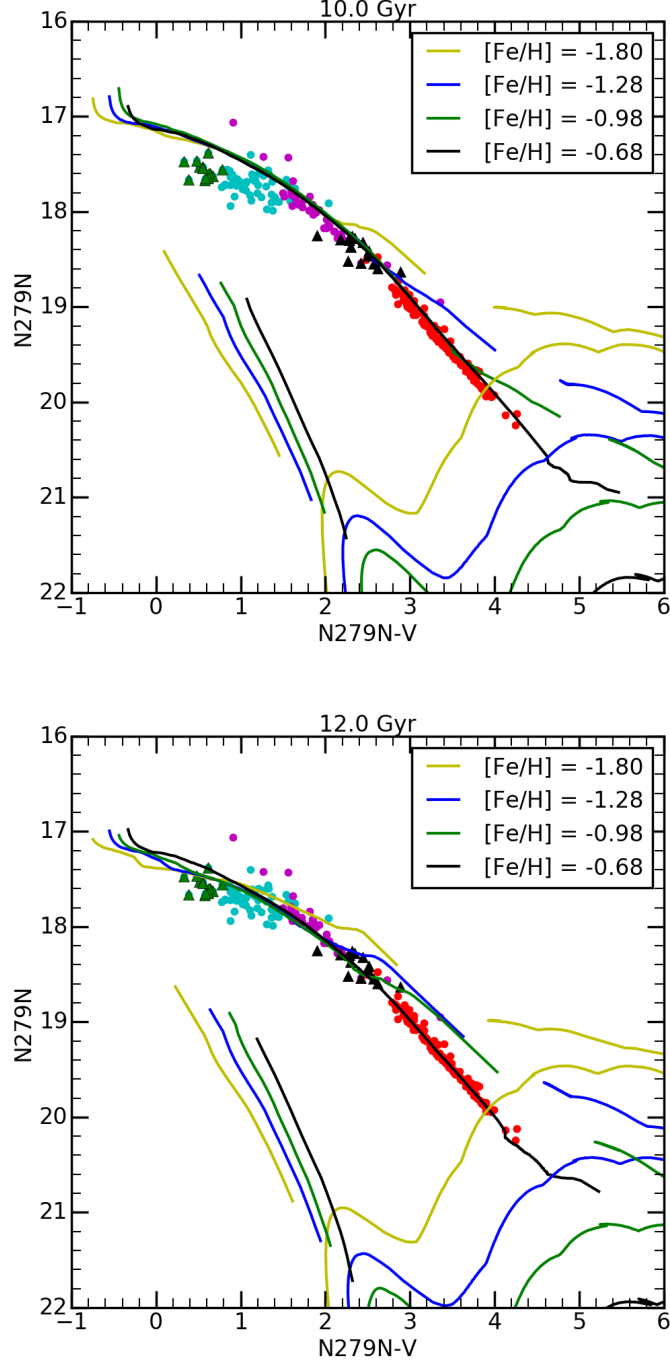 10.0 Gyr
16
17
18
19
20
21
22
N279N
[Fe/H] = -1.80
[Fe/H] = -1.28
[Fe/H] = -0.98
[Fe/H] = -0.68
−1 0 1 2 3 4 5 6
N279N-V
12.0 Gyr
16
17
18
19
20
21
22
N279N
[Fe/H] = -1.80
[Fe/H] = -1.28
[Fe/H] = -0.98
[Fe/H] = -0.68
−1 0 1 2 3 4 5 6
N279N-V